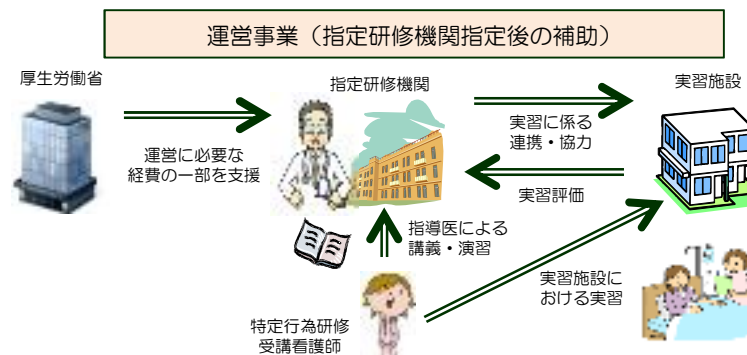 運営事業（指定研修機関指定後の補助）
厚生労働省
指定研修機関
実習施設
運営に必要な
経費の一部を支援
実習に係る
連携・協力
実習評価
指導医による
講義・演習
実習施設に
おける実習
特定行為研修
受講看護師